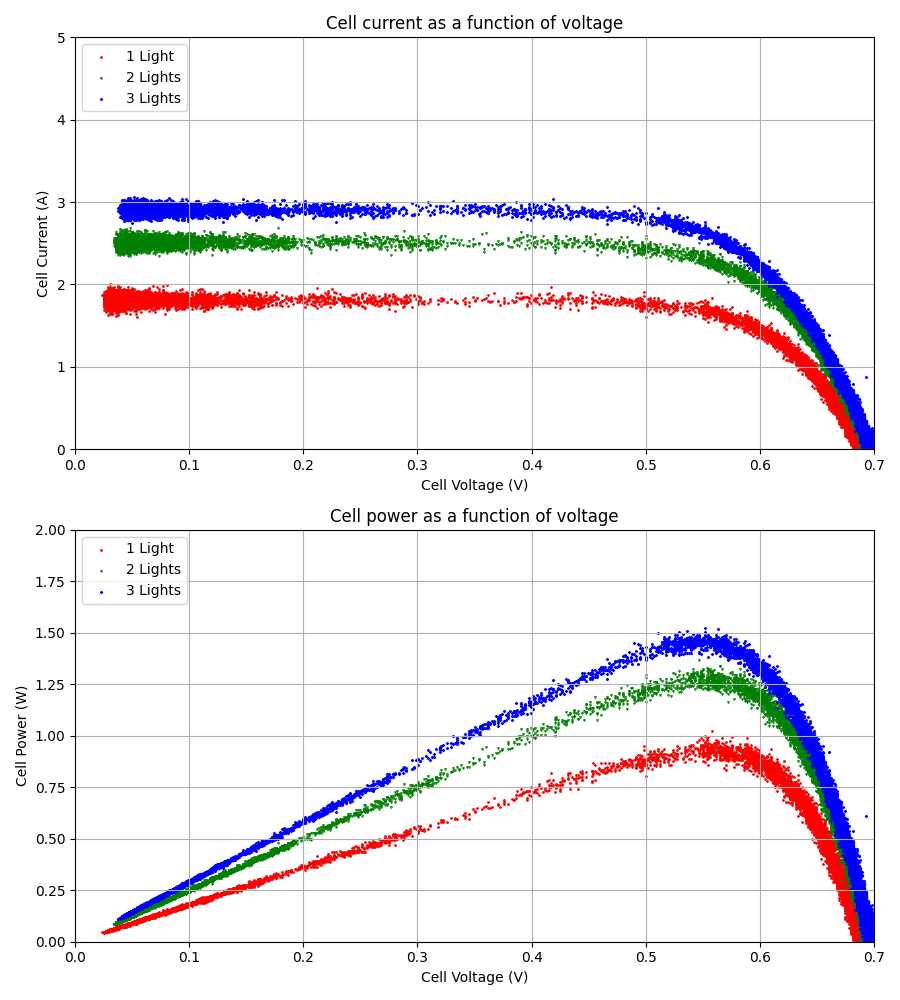 Cell current as a function of voltage
5
4
3
2
1
0
Cell Current (A)
1 Light
2 Lights
3 Lights
0.0 0.1 0.2 0.3 0.4 0.5 0.6 0.7
Cell Voltage (V)
Cell power as a function of voltage
2.00
1.75
1.50
1.25
1.00
0.75
0.50
0.25
0.00
Cell Power (W)
1 Light
2 Lights
3 Lights
0.0 0.1 0.2 0.3 0.4 0.5 0.6 0.7
Cell Voltage (V)